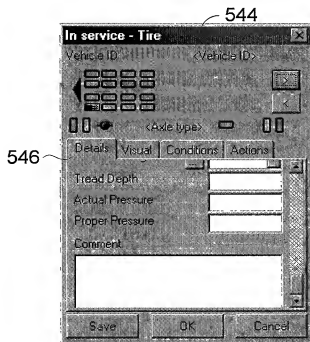 544
In service - Tire
Vehicle ID <Vehicle ID>
>
<
<Axle type>
546
Details Visual Conditions Actions
Tread Depth
Actual Pressure
Proper Pressure
Comment
Save OK Cancel